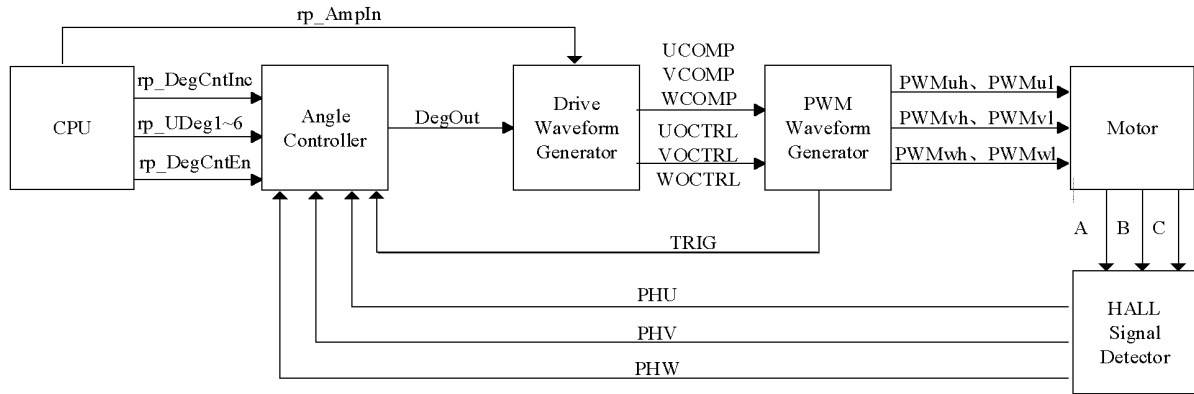 rp_AmpIn
CPU
rp_DegCntInc
rp_UDeg1~6
rp_DegCntEn
Angle
Controller
DegOut
Drive
Waveform
Generator
UCOMP
VCOMP
WCOMP
UOCTRL
VOCTRL
WOCTRL
PWM
Waveform
Generator
PWMuh、PWMul
PWMvh、PWMvl
PWMwh、PWMwl
Motor
A B C
TRIG
PHU
PHV
PHW
HALL
Signal
Detector